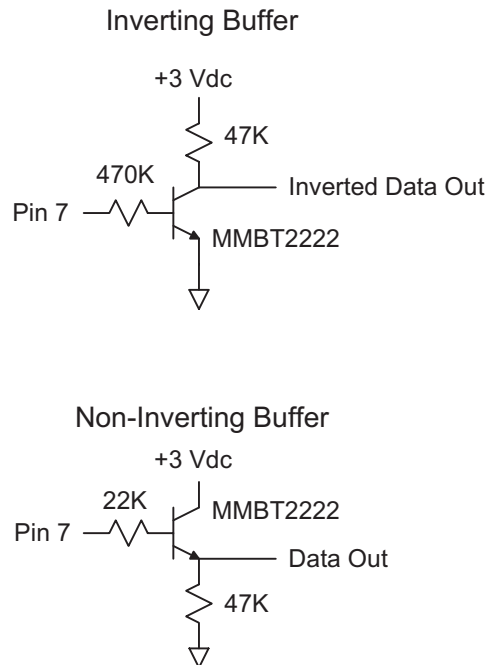 Inverting Buffer
+3 Vdc
47K
470K
Inverted Data Out
Pin 7
MMBT2222
Non-Inverting Buffer
+3 Vdc
22K
MMBT2222
Pin 7
Data Out
47K